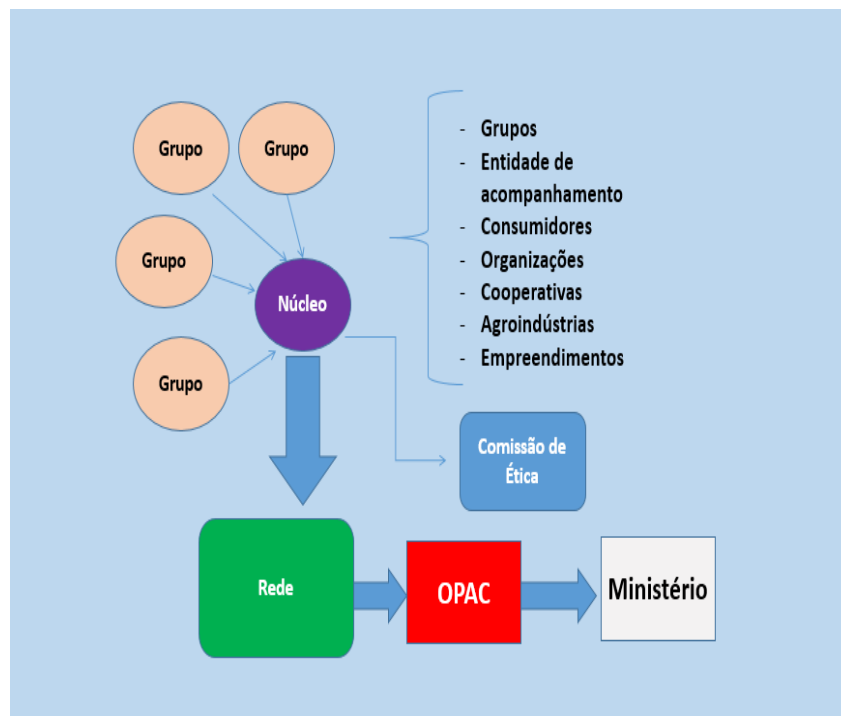 Grupo
Grupo
Grupo
Grupo
Núcleo
- Grupos
- Entidade de
acompanhamento
- Consumidores
- Organizações
- Cooperativas
- Agroindústrias
- Empreendimentos
Comissão de
Ética
Rede
OPAC
Ministério